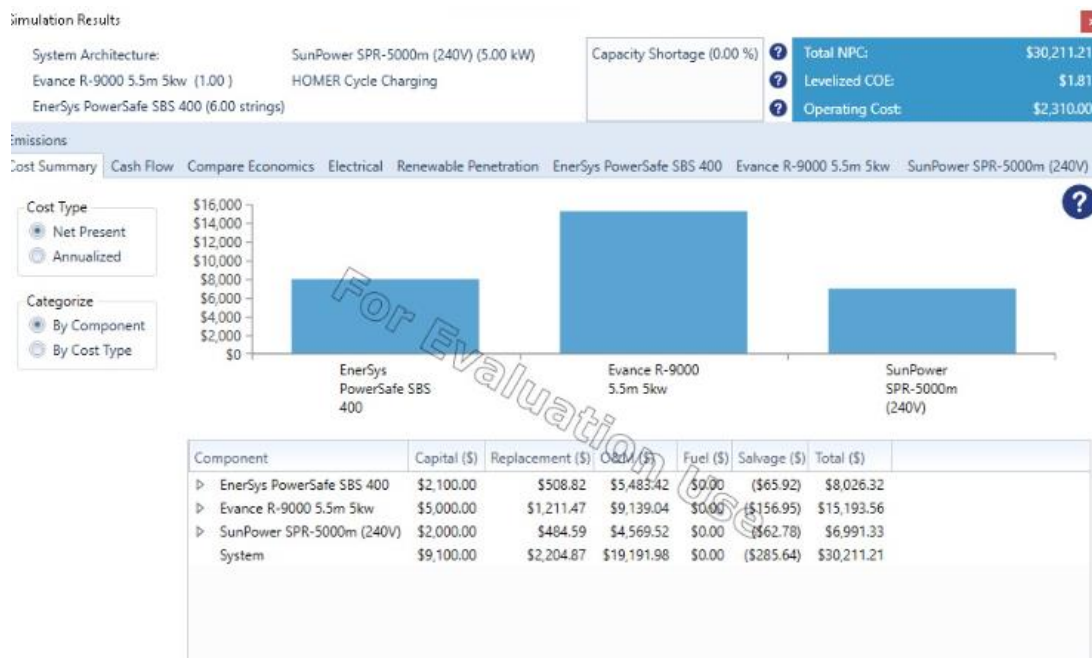 Simulation Results
System Architecture: SunPower SPR-5000m (240V) (5.00 kW)
Evance R-9000 5.5m 5kw (1.00 ) HOMER Cycle Charging
EnerSys PowerSafe SBS 400 (6.00 strings)
Capacity Shortage (0.00 %)
Total NPC: $30,211.21
Levelized COE: $1.81
Operating Cost: $2,310.00
Emissions
Cost Summary Cash Flow Compare Economics Electrical Renewable Penetration EnerSys PowerSafe SBS 400 Evance R-9000 5.5m 5kw SunPower SPR-5000m (240V)
Cost Type
Net Present
Annualized
Categorize
By Component
By Cost Type
$16,000
$14,000
$12,000
$10,000
$8,000
$6,000
$4,000
$2,000
$0
EnerSys
PowerSafe SBS
400
Evance R-9000
5.5m 5kw
SunPower
SPR-5000m
(240V)
For Evaluation Use
Component Capital ($) Replacement ($) O&M ($) Fuel ($) Salvage ($) Total ($)
EnerSys PowerSafe SBS 400 $2,100.00 $508.82 $5,483.42 $0.00 ($65.92) $8,026.32
Evance R-9000 5.5m 5kw $5,000.00 $1,211.47 $9,139.04 $0.00 ($156.95) $15,193.56
SunPower SPR-5000m (240V) $2,000.00 $484.59 $4,569.52 $0.00 ($62.78) $6,991.33
System $9,100.00 $2,204.87 $19,191.98 $0.00 ($285.64) $30,211.21